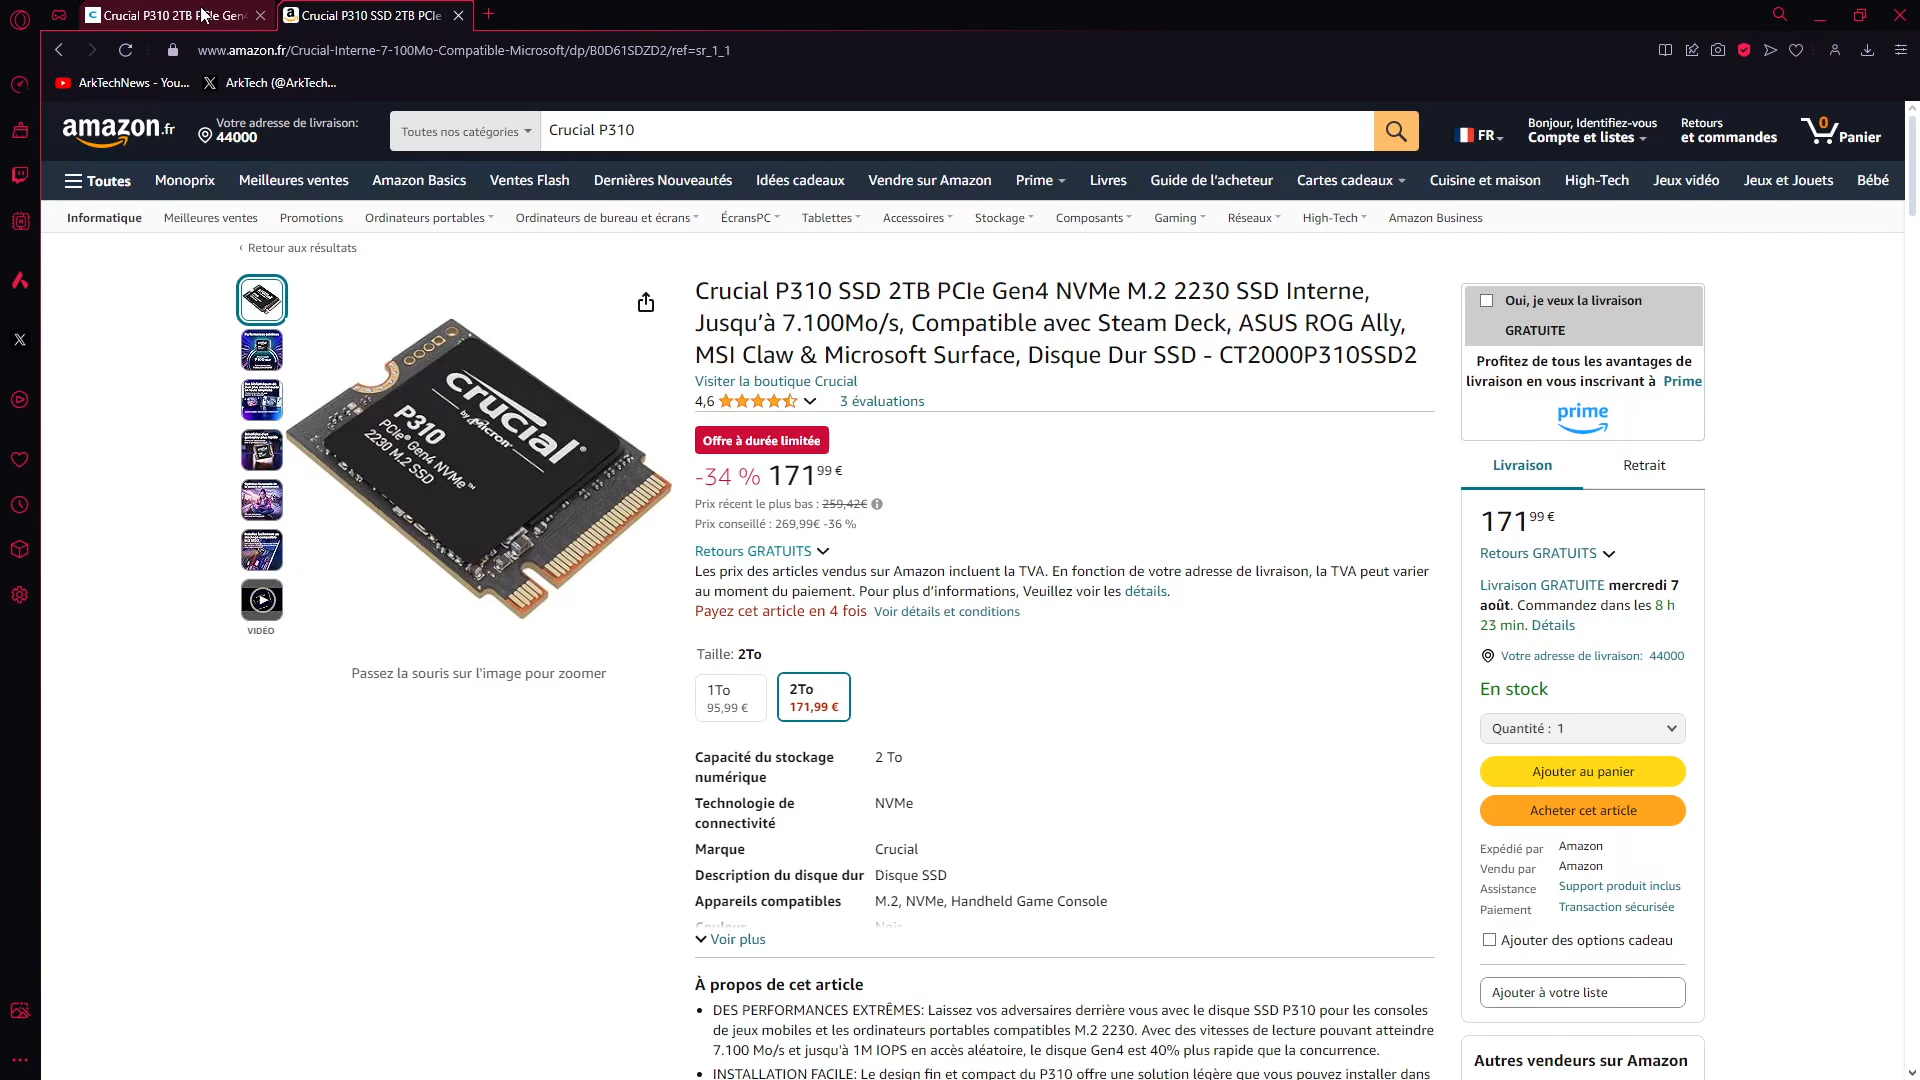 Crucial P310 2TB PCIe Gen4
Crucial P310 SSD 2TB PCIe
www.amazon.fr/Crucial-Interne-7-100Mo-Compatible-Microsoft/dp/B0D61SDZD2/ref=sr_1_1
ArkTechNews - You...
ArkTech (@ArkTech...
amazon.fr
Votre adresse de livraison:
44000
Toutes nos catégories
Crucial P310
FR
Bonjour, Identifiez-vous
Compte et listes
Retours
et commandes
0
Panier
Toutes
Monoprix
Meilleures ventes
Amazon Basics
Ventes Flash
Dernières Nouveautés
Idées cadeaux
Vendre sur Amazon
Prime
Livres
Guide de l'acheteur
Cartes cadeaux
Cuisine et maison
High-Tech
Jeux vidéo
Jeux et Jouets
Bébé
Informatique
Meilleures ventes
Promotions
Ordinateurs portables
Ordinateurs de bureau et écrans
ÉcransPC
Tablettes
Accessoires
Stockage
Composants
Gaming
Réseaux
High-Tech
Amazon Business
‹ Retour aux résultats
crucial
by Micron
P310
PCIe® Gen4 NVMe™
2230 M.2 SSD
VIDÉO
Passez la souris sur l'image pour zoomer
Crucial P310 SSD 2TB PCIe Gen4 NVMe M.2 2230 SSD Interne,
Jusqu'à 7.100Mo/s, Compatible avec Steam Deck, ASUS ROG Ally,
MSI Claw & Microsoft Surface, Disque Dur SSD - CT2000P310SSD2
Visiter la boutique Crucial
4,6
3 évaluations
Offre à durée limitée
-34 % 171 99 €
Prix récent le plus bas : 259,42€
Prix conseillé : 269,99€ -36 %
Retours GRATUITS
Les prix des articles vendus sur Amazon incluent la TVA. En fonction de votre adresse de livraison, la TVA peut varier
au moment du paiement. Pour plus d'informations, Veuillez voir les détails.
Payez cet article en 4 fois Voir détails et conditions
Taille: 2To
1To
95,99 €
2To
171,99 €
Capacité du stockage
numérique
2 To
Technologie de
connectivité
NVMe
Marque
Crucial
Description du disque dur
Disque SSD
Appareils compatibles
M.2, NVMe, Handheld Game Console
Couleur
Noir
Voir plus
À propos de cet article
• DES PERFORMANCES EXTRÊMES: Laissez vos adversaires derrière vous avec le disque SSD P310 pour les consoles
de jeux mobiles et les ordinateurs portables compatibles M.2 2230. Avec des vitesses de lecture pouvant atteindre
7.100 Mo/s et jusqu'à 1M IOPS en accès aléatoire, le disque Gen4 est 40% plus rapide que la concurrence.
• INSTALLATION FACILE: Le design fin et compact du P310 offre une solution légère que vous pouvez installer dans
Oui, je veux la livraison
GRATUITE
Profitez de tous les avantages de
livraison en vous inscrivant à Prime
prime
Livraison
Retrait
171 99 €
Retours GRATUITS
Livraison GRATUITE mercredi 7
août. Commandez dans les 8 h
23 min. Détails
Votre adresse de livraison: 44000
En stock
Quantité : 1
Ajouter au panier
Acheter cet article
Expédié par
Amazon
Vendu par
Amazon
Assistance
Support produit inclus
Paiement
Transaction sécurisée
Ajouter des options cadeau
Ajouter à votre liste
Autres vendeurs sur Amazon